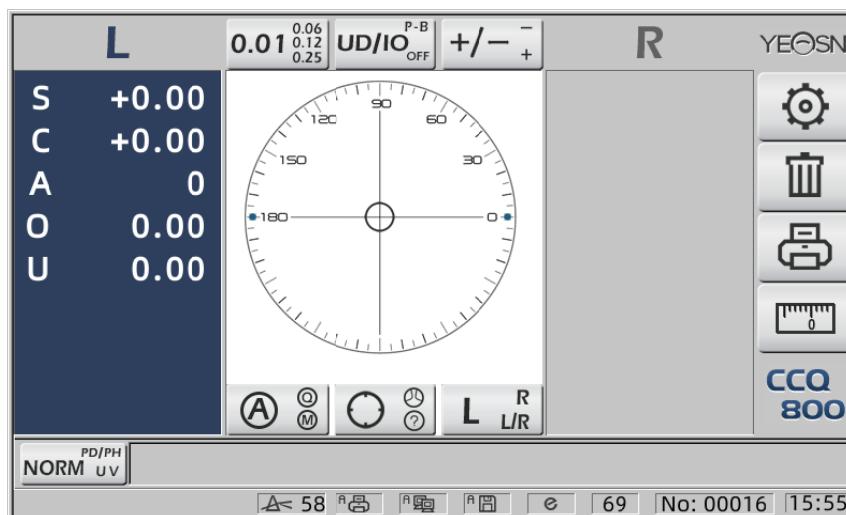 L 0.01 0.06 0.12 0.25 UD/IO P-B OFF +/− − + R YEOSN
S +0.00
C +0.00
A 0
O 0.00
U 0.00
90
120 60
150 30
180 0
0
A Q M ? L R L/R
CCQ
800
NORM PD/PH UV
58 A A A e 69 No: 00016 15:55